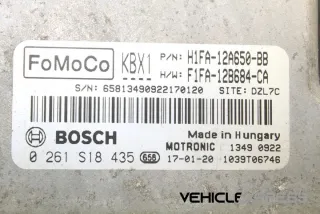 FoMoCo KBX1 P/N: H1FA-12A650-BB
H/W: F1FA-12B684-CA
S/N: 65813490922170120 SITE: DZL7C
BOSCH Made in Hungary
MOTRONIC 1349 0922
0 261 S18 435 658 17-01-20 1039T06746
VEHICLE